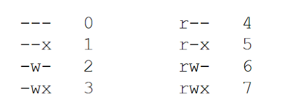 --- 0 r-- 4
--x 1 r-x 5
-w- 2 rw- 6
-wx 3 rwx 7